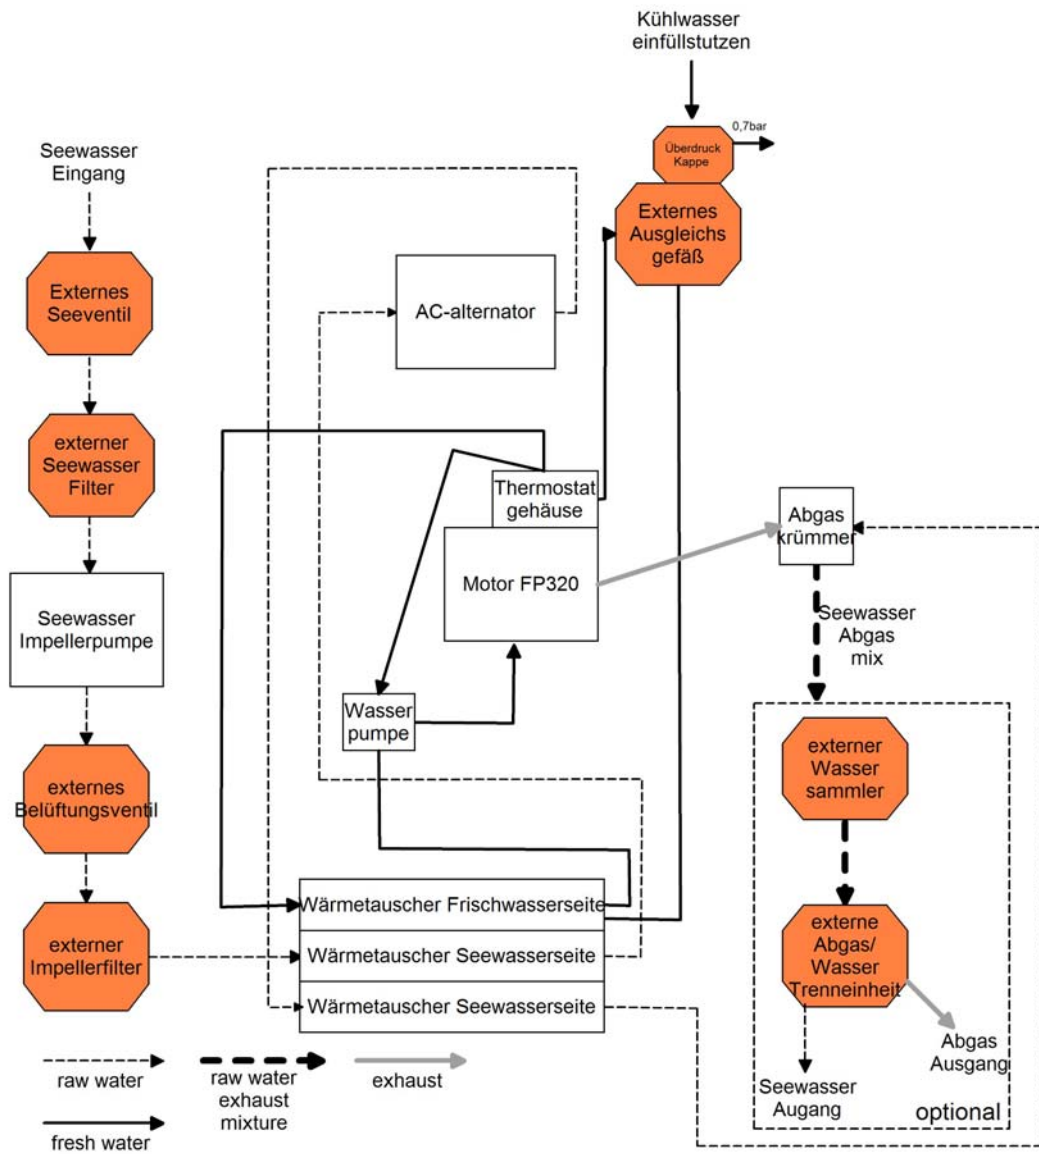 Kühlwasser
einfüllstutzen
0,7bar
Überdruck
Kappe
Seewasser
Eingang
Externes
Ausgleichs
gefäß
Externes
Seeventil
AC-alternator
externer
Seewasser
Filter
Thermostat
gehäuse
Abgas
krümmer
Motor FP320
Seewasser
Impellerpumpe
Seewasser
Abgas
mix
Wasser
pumpe
externer
Wasser
sammler
externes
Belüftungsventil
Wärmetauscher Frischwasserseite
externer
Impellerfilter
Wärmetauscher Seewasserseite
Wärmetauscher Seewasserseite
externe
Abgas/
Wasser
Trenneinheit
Abgas
Ausgang
Seewasser
Augang
optional
raw water
raw water
exhaust
mixture
exhaust
fresh water